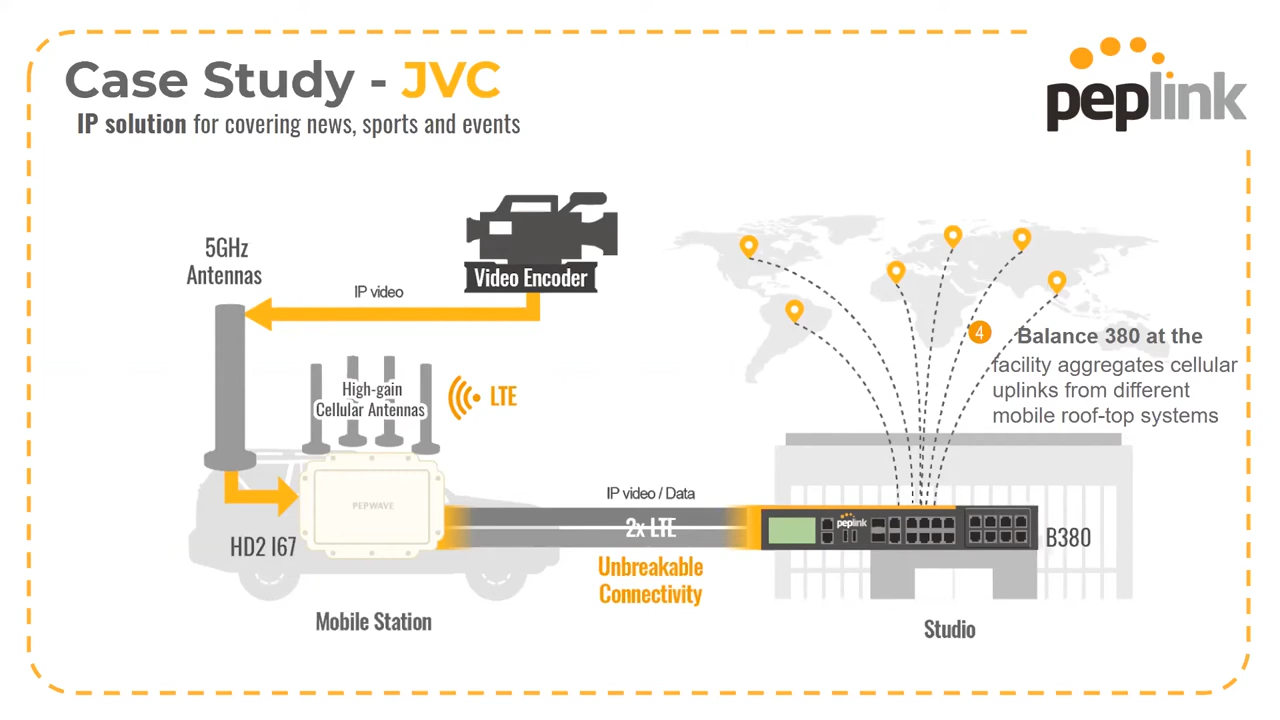 Case Study - JVC
IP solution for covering news, sports and events
peplink
5GHz
Antennas
Video Encoder
IP video
High-gain
Cellular Antennas
LTE
PEPWAVE
HD2 I67
Mobile Station
IP video / Data
2x LTE
Unbreakable
Connectivity
4
Balance 380 at the
facility aggregates cellular
uplinks from different
mobile roof-top systems
peplink
B380
Studio